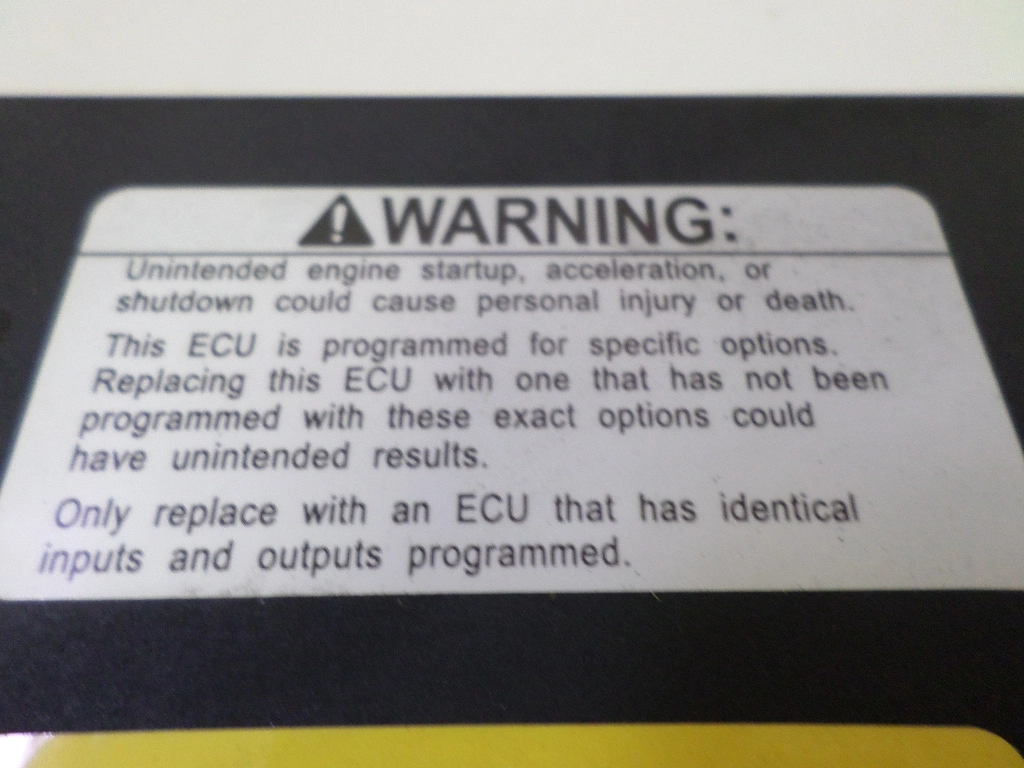 WARNING:
Unintended engine startup, acceleration, or
shutdown could cause personal injury or death.
This ECU is programmed for specific options.
Replacing this ECU with one that has not been
programmed with these exact options could
have unintended results.
Only replace with an ECU that has identical
inputs and outputs programmed.